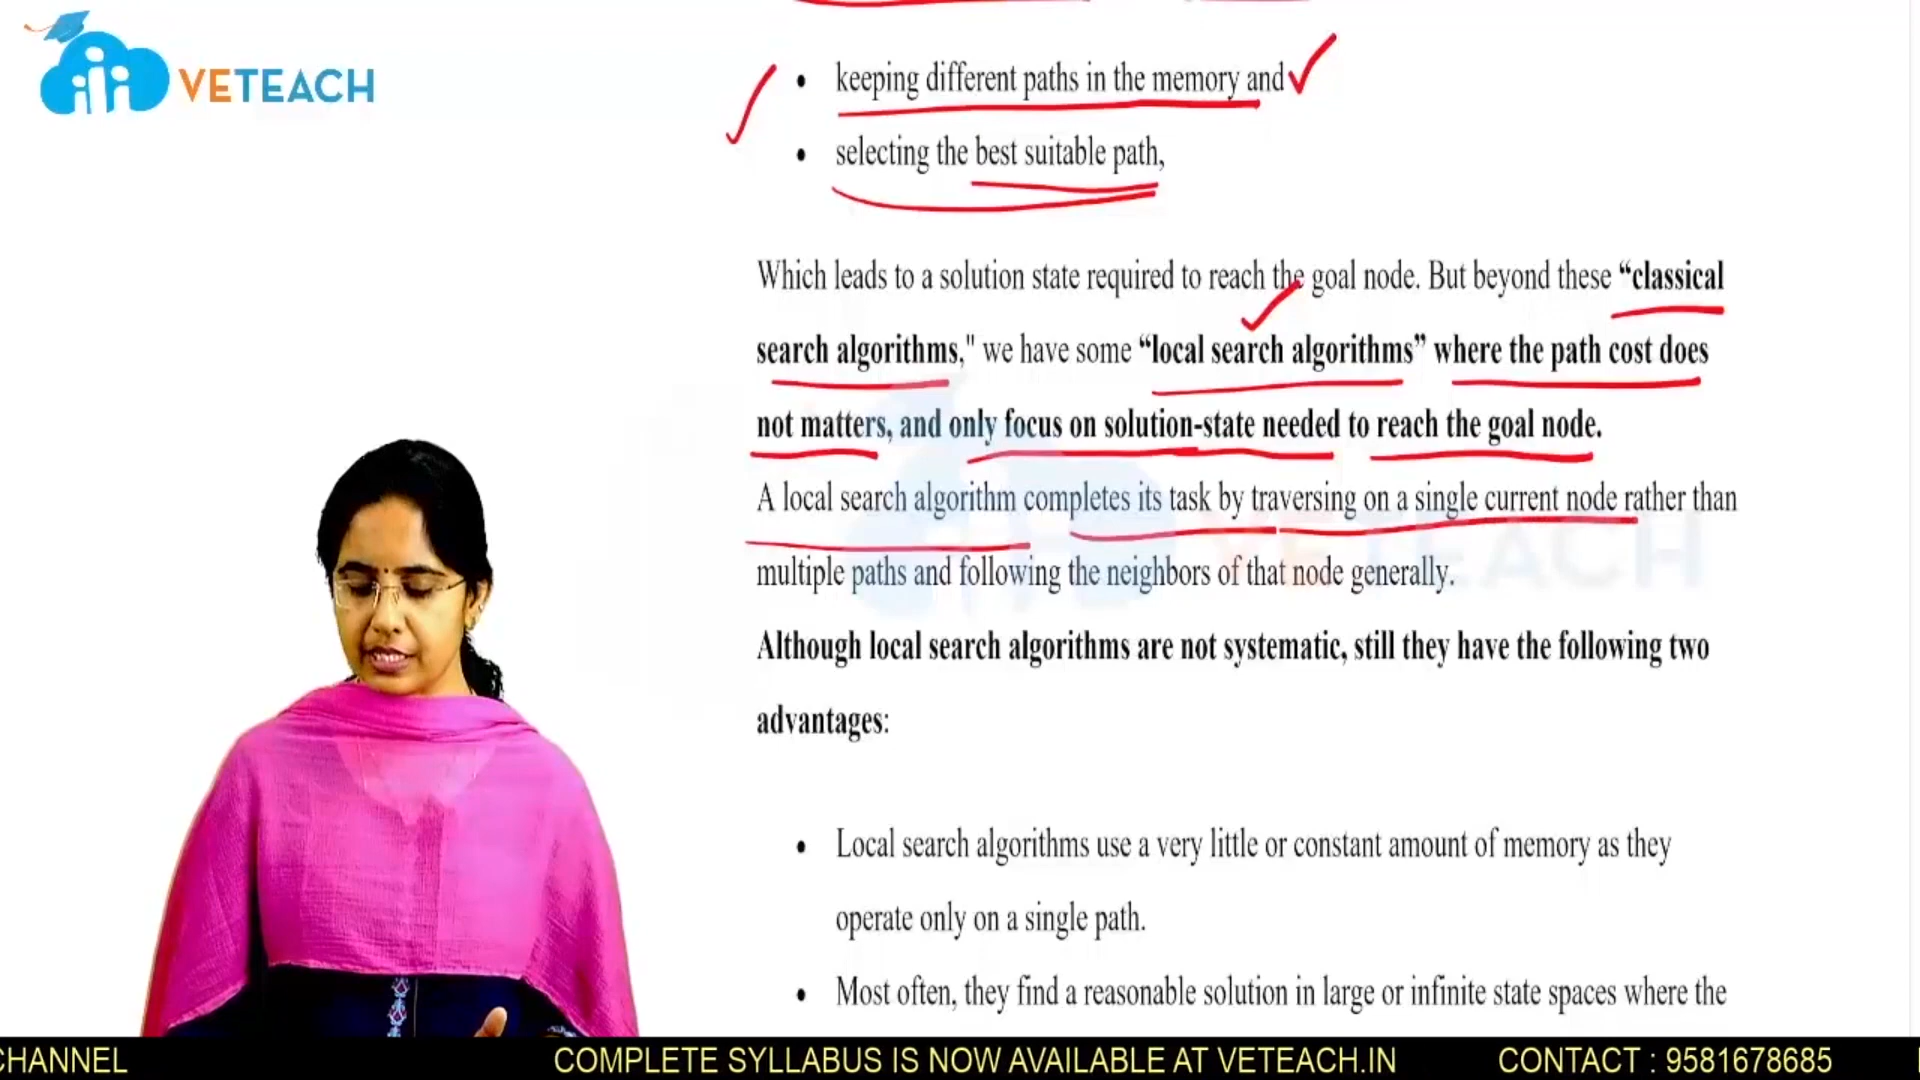 VETEACH
• keeping different paths in the memory and
• selecting the best suitable path,
Which leads to a solution state required to reach the goal node. But beyond these “classical
search algorithms," we have some “local search algorithms” where the path cost does
not matters, and only focus on solution-state needed to reach the goal node.
A local search algorithm completes its task by traversing on a single current node rather than
multiple paths and following the neighbors of that node generally.
Although local search algorithms are not systematic, still they have the following two
advantages:
• Local search algorithms use a very little or constant amount of memory as they
operate only on a single path.
• Most often, they find a reasonable solution in large or infinite state spaces where the
VETEACH
CHANNEL COMPLETE SYLLABUS IS NOW AVAILABLE AT VETEACH.IN CONTACT : 9581678685